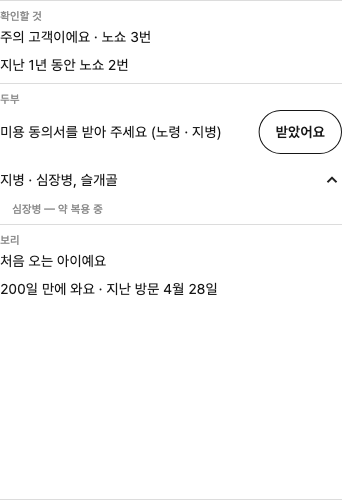 확인할 것
주의 고객이에요 · 노쇼 3번
지난 1년 동안 노쇼 2번
두부
미용 동의서를 받아 주세요 (노령 · 지병)
받았어요
지병 · 심장병, 슬개골
심장병 — 약 복용 중
보리
처음 오는 아이예요
200일 만에 와요 · 지난 방문 4월 28일